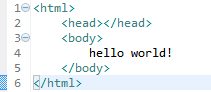 1 <html>
2     <head></head>
3     <body>
4         hello world!
5     </body>
6 </html>